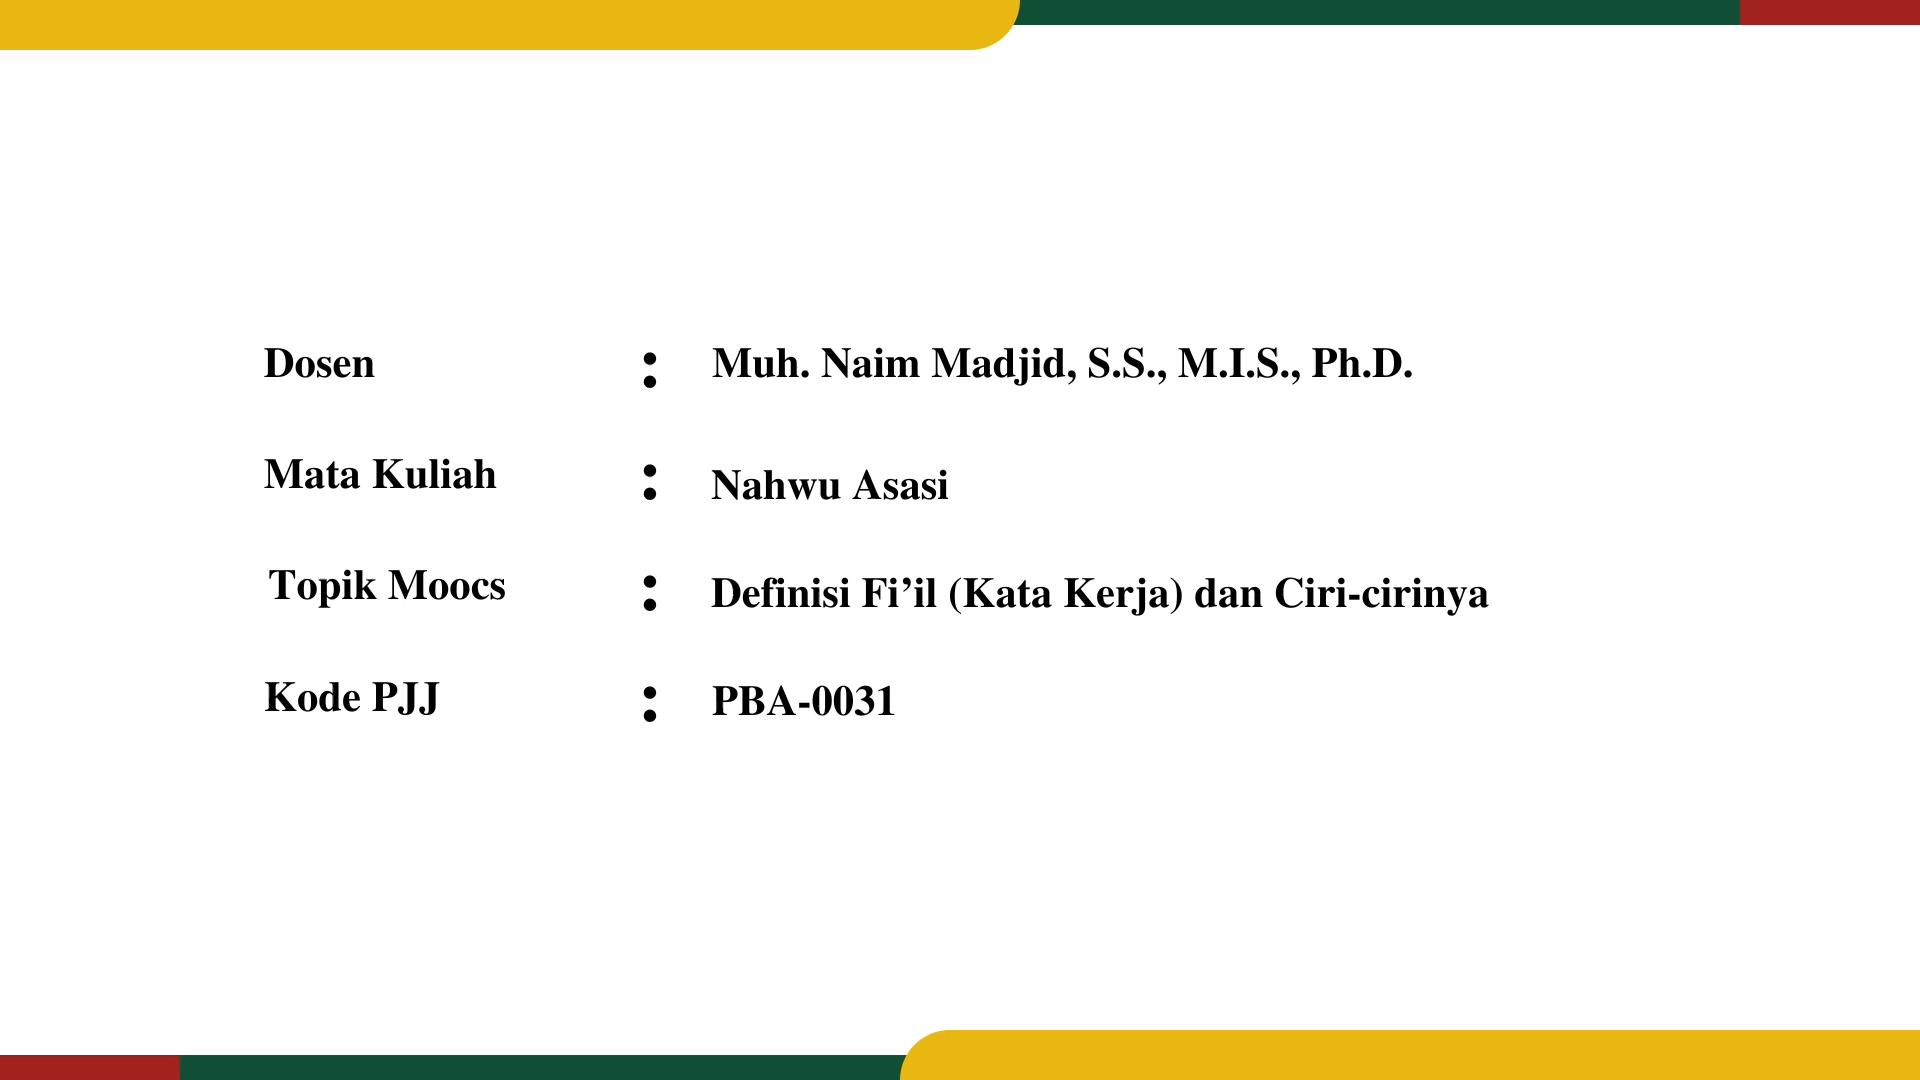 Dosen : Muh. Naim Madjid, S.S., M.I.S., Ph.D.
Mata Kuliah : Nahwu Asasi
Topik Moocs : Definisi Fi’il (Kata Kerja) dan Ciri-cirinya
Kode PJJ : PBA-0031